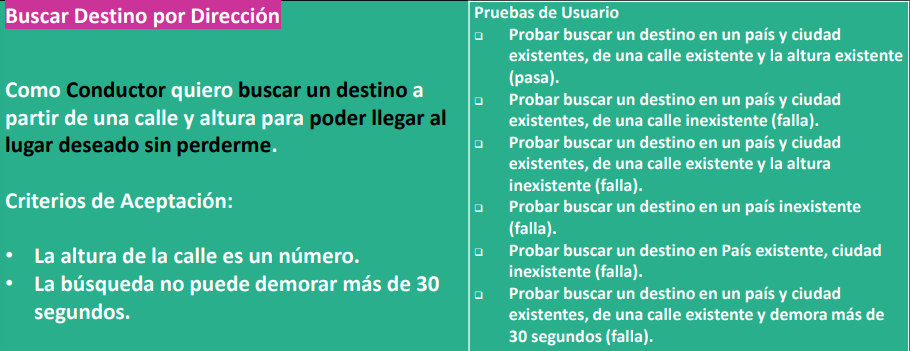 Buscar Destino por Dirección
Como Conductor quiero buscar un destino a
partir de una calle y altura para poder llegar al
lugar deseado sin perderme.
Criterios de Aceptación:
• La altura de la calle es un número.
• La búsqueda no puede demorar más de 30
segundos.
Pruebas de Usuario
❑ Probar buscar un destino en un país y ciudad
existentes, de una calle existente y la altura existente
(pasa).
❑ Probar buscar un destino en un país y ciudad
existentes, de una calle inexistente (falla).
❑ Probar buscar un destino en un país y ciudad
existentes, de una calle existente y la altura
inexistente (falla).
❑ Probar buscar un destino en un país inexistente
(falla).
❑ Probar buscar un destino en País existente, ciudad
inexistente (falla).
❑ Probar buscar un destino en un país y ciudad
existentes, de una calle existente y demora más de
30 segundos (falla).